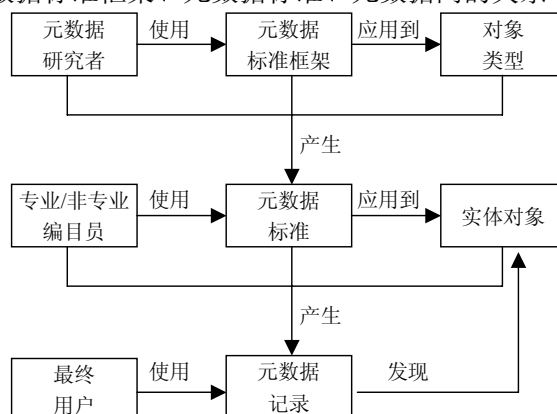 元数据 使用 元数据 应用到 对象
研究者 标准框架 类型
产生
专业/非专业 使用 元数据 应用到 实体对象
编目员 标准
产生
最终 使用 元数据 发现
用户 记录